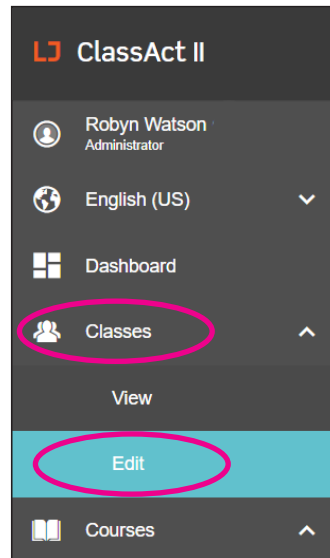 LJ ClassAct II
Robyn Watson
Administrator
English (US)
Dashboard
Classes
View
Edit
Courses